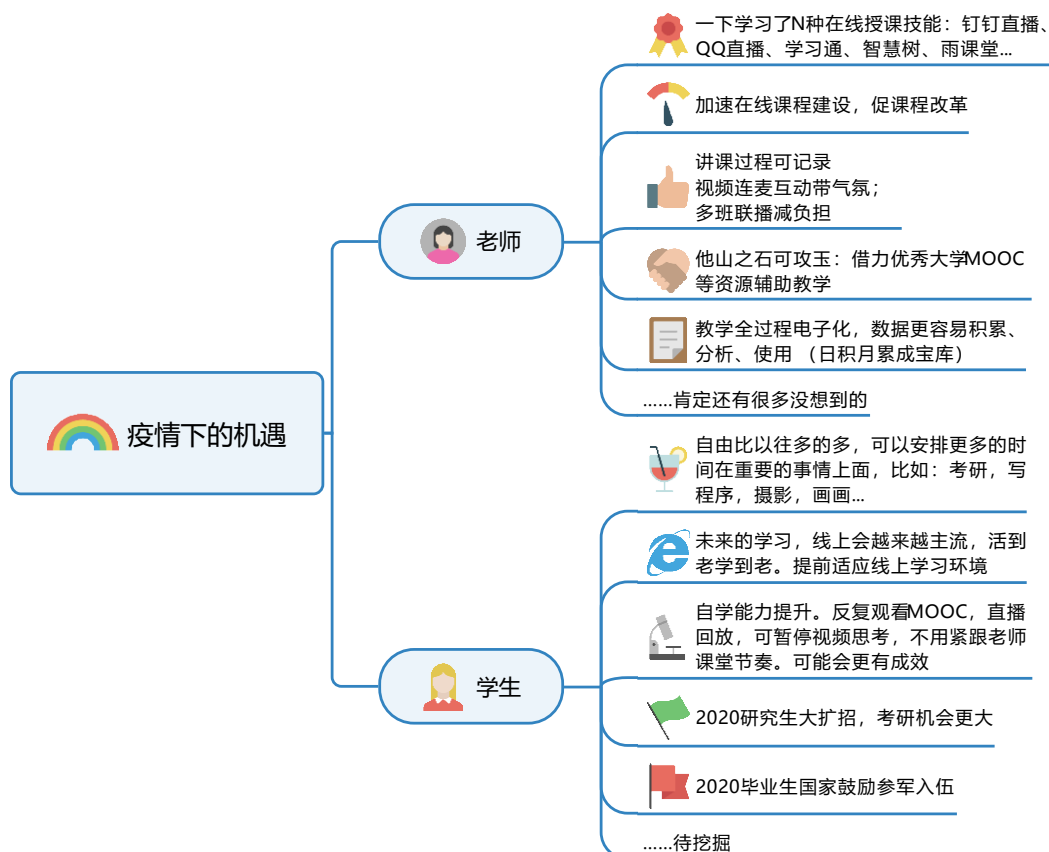 疫情下的机遇
老师
一下学习了N种在线授课技能：钉钉直播、
QQ直播、学习通、智慧树、雨课堂...
加速在线课程建设，促课程改革
讲课过程可记录
视频连麦互动带气氛；
多班联播减负担
他山之石可攻玉：借力优秀大学MOOC
等资源辅助教学
教学全过程电子化，数据更容易积累、
分析、使用 （日积月累成宝库）
......肯定还有很多没想到的
学生
自由比以往多的多，可以安排更多的时
间在重要的事情上面，比如：考研，写
程序，摄影，画画...
未来的学习，线上会越来越主流，活到
老学到老。提前适应线上学习环境
自学能力提升。反复观看MOOC，直播
回放，可暂停视频思考，不用紧跟老师
课堂节奏。可能会更有成效
2020研究生大扩招，考研机会更大
2020毕业生国家鼓励参军入伍
......待挖掘